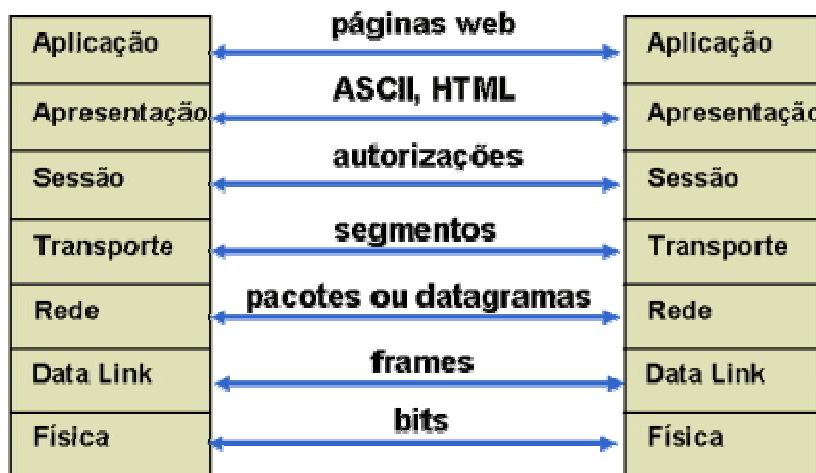 páginas web
Aplicação Aplicação
ASCII, HTML
Apresentação Apresentação
autorizações
Sessão Sessão
segmentos
Transporte Transporte
pacotes ou datagramas
Rede Rede
frames
Data Link Data Link
bits
Física Física